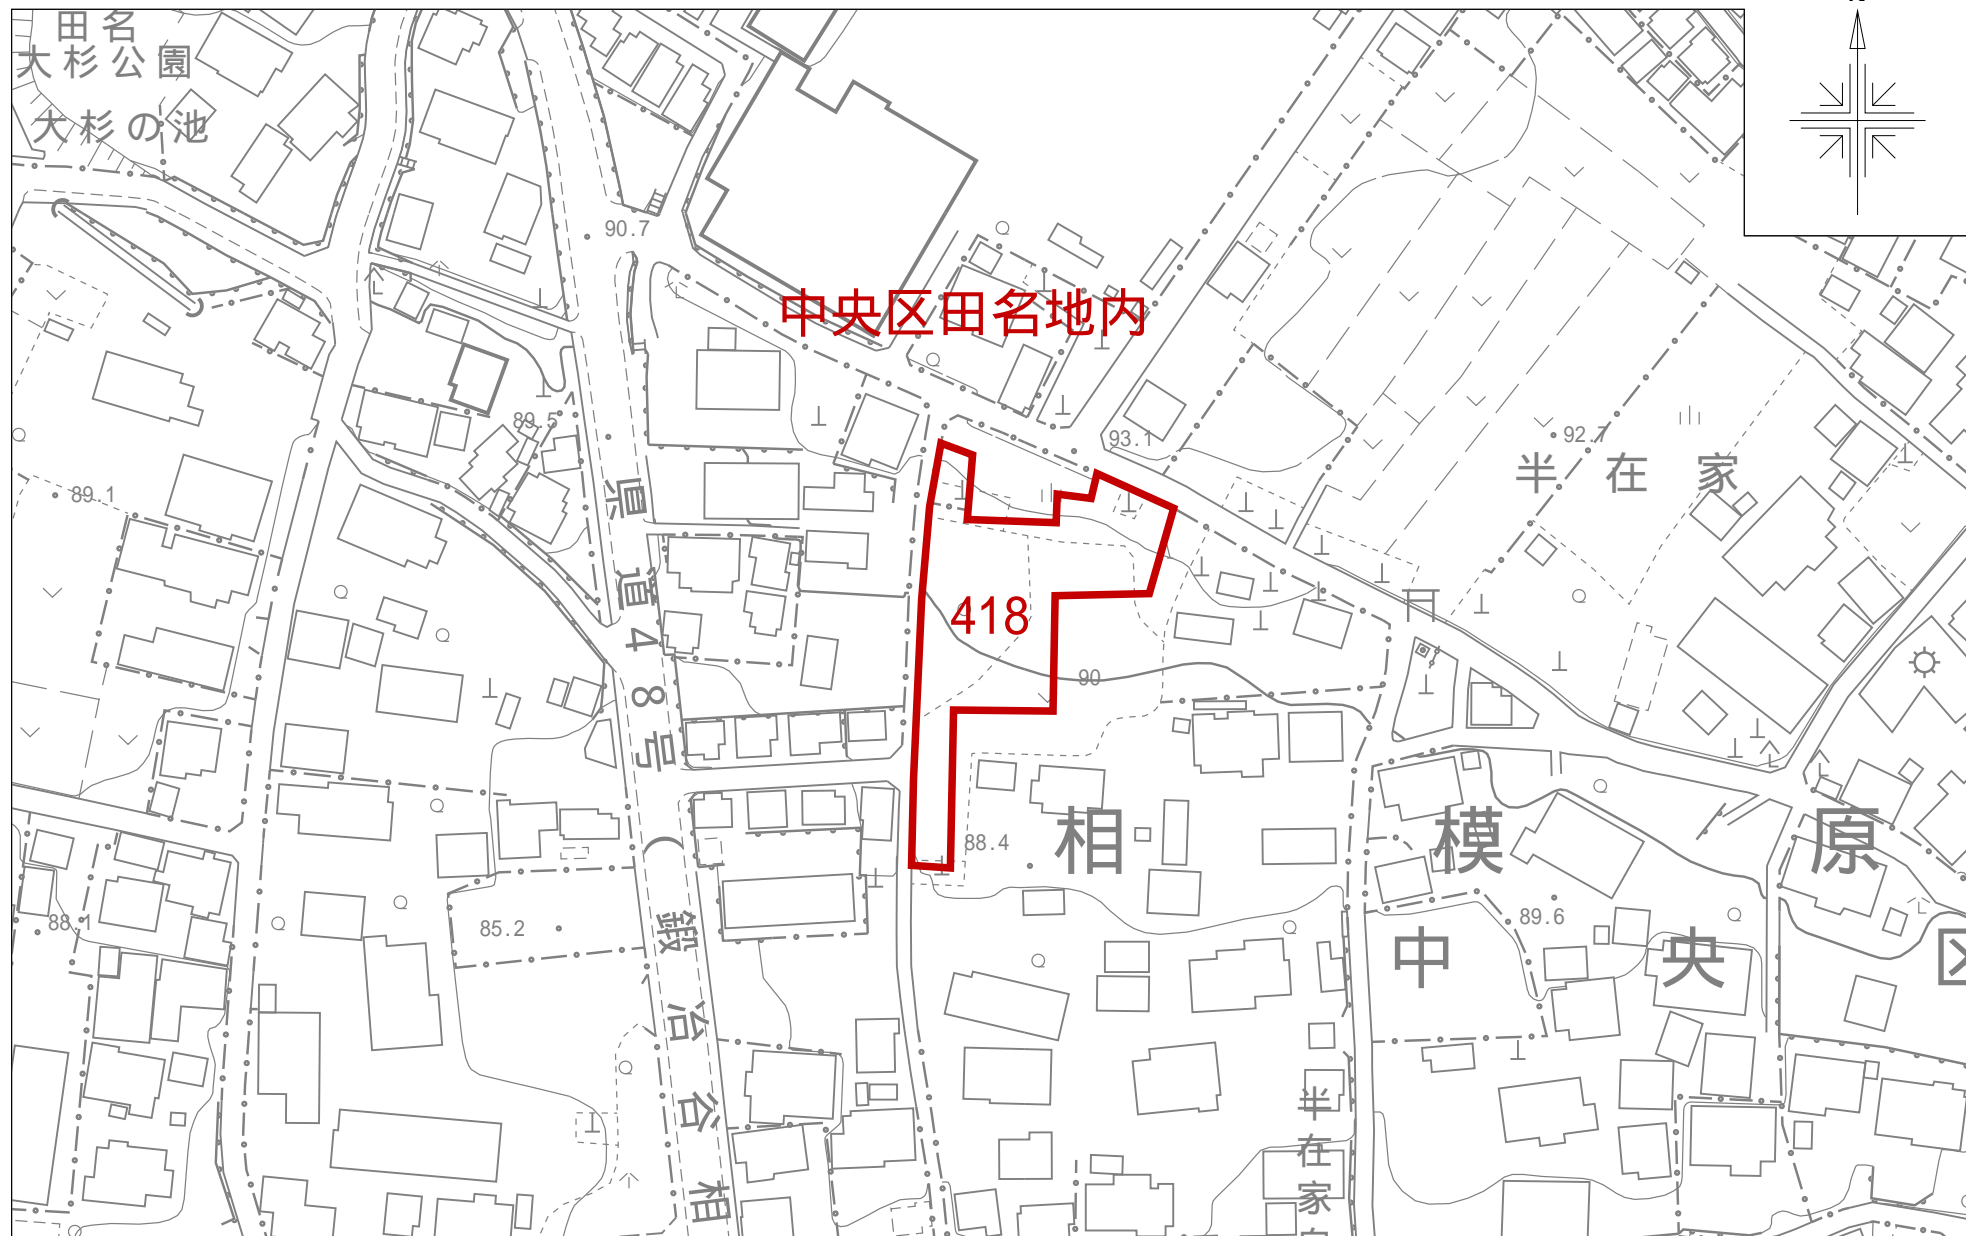 田名
大杉公園
大杉の池
90.7
中央区田名地内
93.1
92.7
半在家
89.5
89.1
県道48号(鍛冶谷相
418
90
88.4
相模原
中央区
88.1
85.2
89.6
半在家